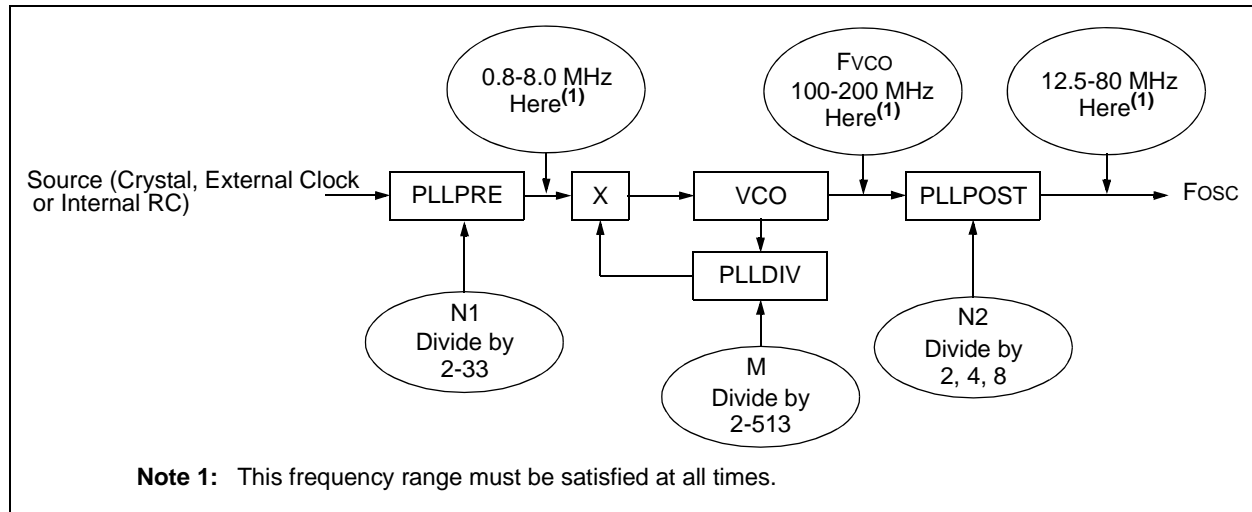 0.8-8.0 MHz
Here(1)
FVCO
100-200 MHz
Here(1)
12.5-80 MHz
Here(1)
Source (Crystal, External Clock
or Internal RC)
PLLPRE
X
VCO
PLLPOST
FOSC
PLLDIV
N1
Divide by
2-33
M
Divide by
2-513
N2
Divide by
2, 4, 8
Note 1: This frequency range must be satisfied at all times.